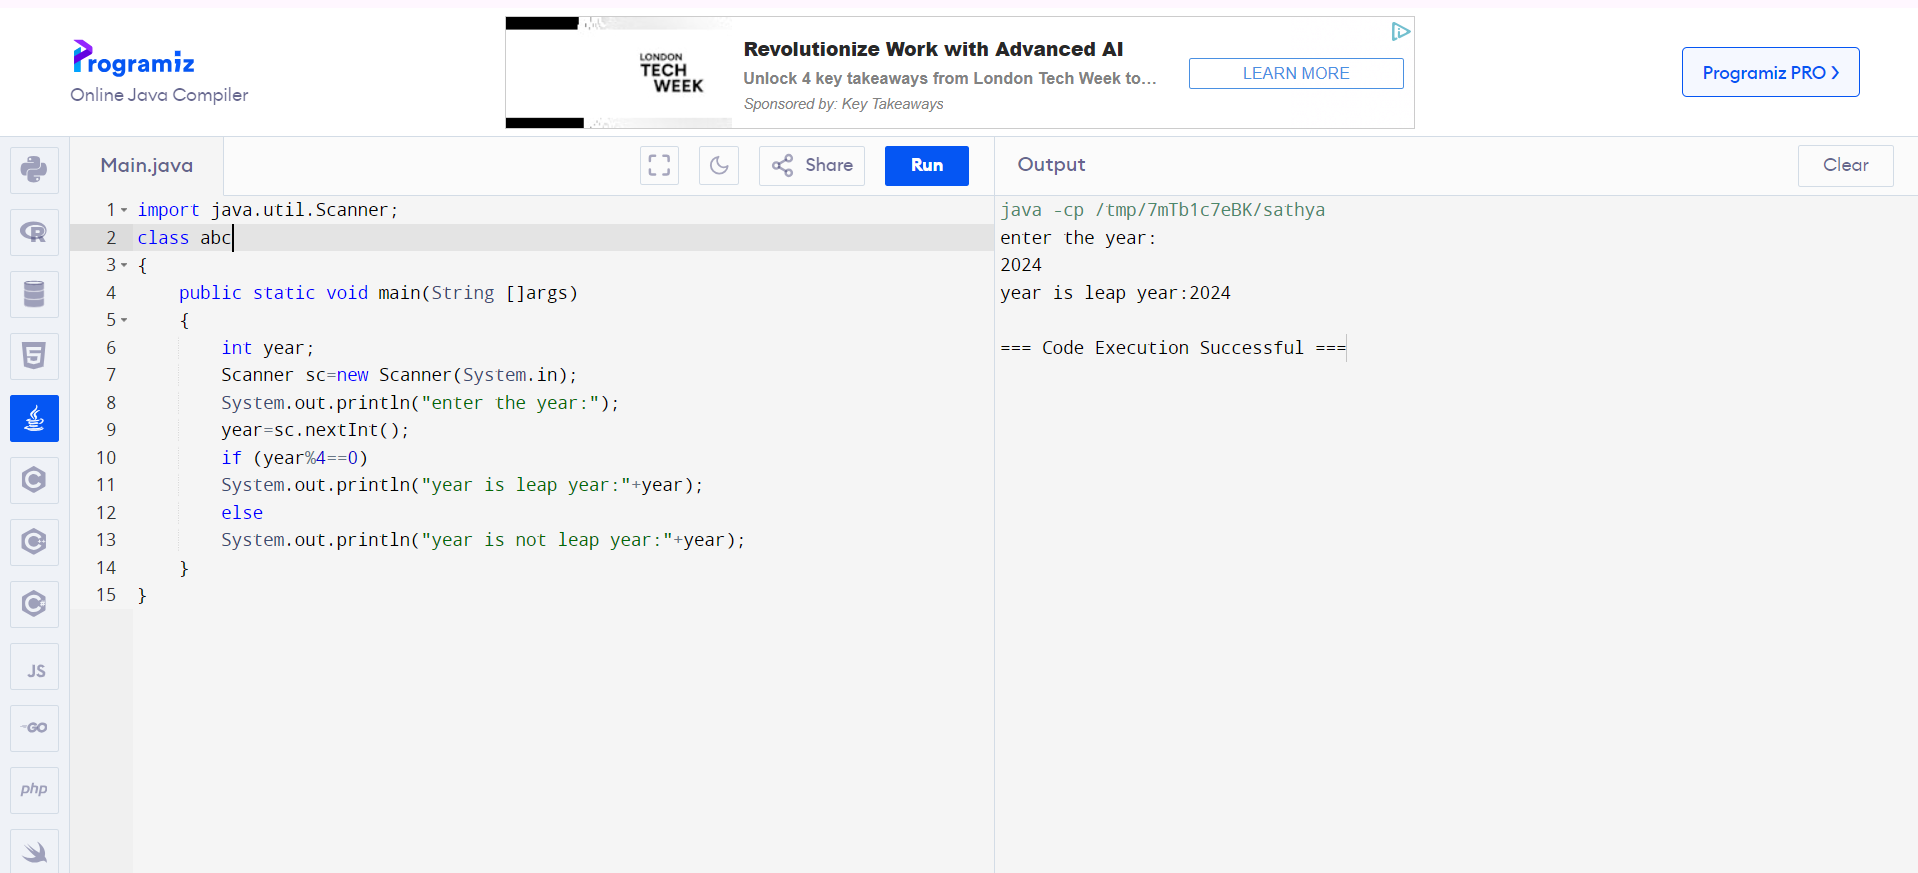 Programiz
Online Java Compiler
LONDON
TECH
WEEK
Revolutionize Work with Advanced AI
Unlock 4 key takeaways from London Tech Week to...
Sponsored by: Key Takeaways
LEARN MORE
Programiz PRO
Main.java
Share
Run
Output
Clear
1 import java.util.Scanner;
2 class abc
3 {
4     public static void main(String []args)
5     {
6         int year;
7         Scanner sc=new Scanner(System.in);
8         System.out.println("enter the year:");
9         year=sc.nextInt();
10         if (year%4==0)
11         System.out.println("year is leap year:"+year);
12         else
13         System.out.println("year is not leap year:"+year);
14     }
15 }
java -cp /tmp/7mTb1c7eBK/sathya
enter the year:
2024
year is leap year:2024
=== Code Execution Successful ===
R
5
C
C
C
JS
GO
php